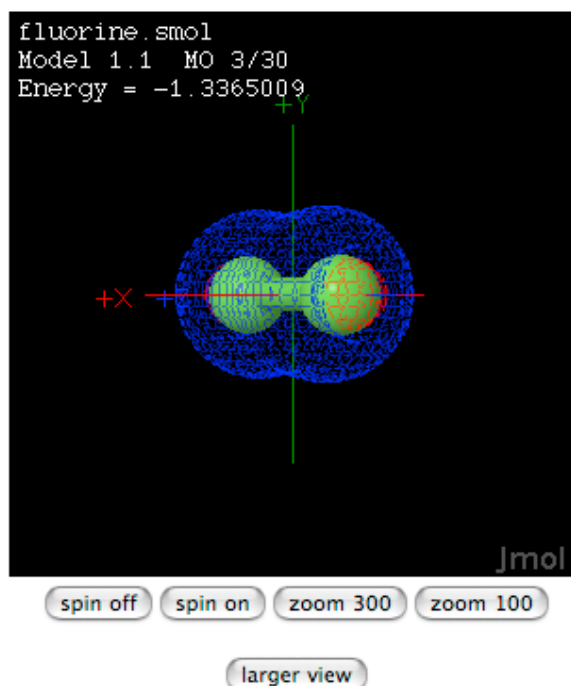 fluorine.smol
Model 1.1  MO 3/30
Energy = -1.3365009
+Y
+X +
Jmol
spin off spin on zoom 300 zoom 100
larger view